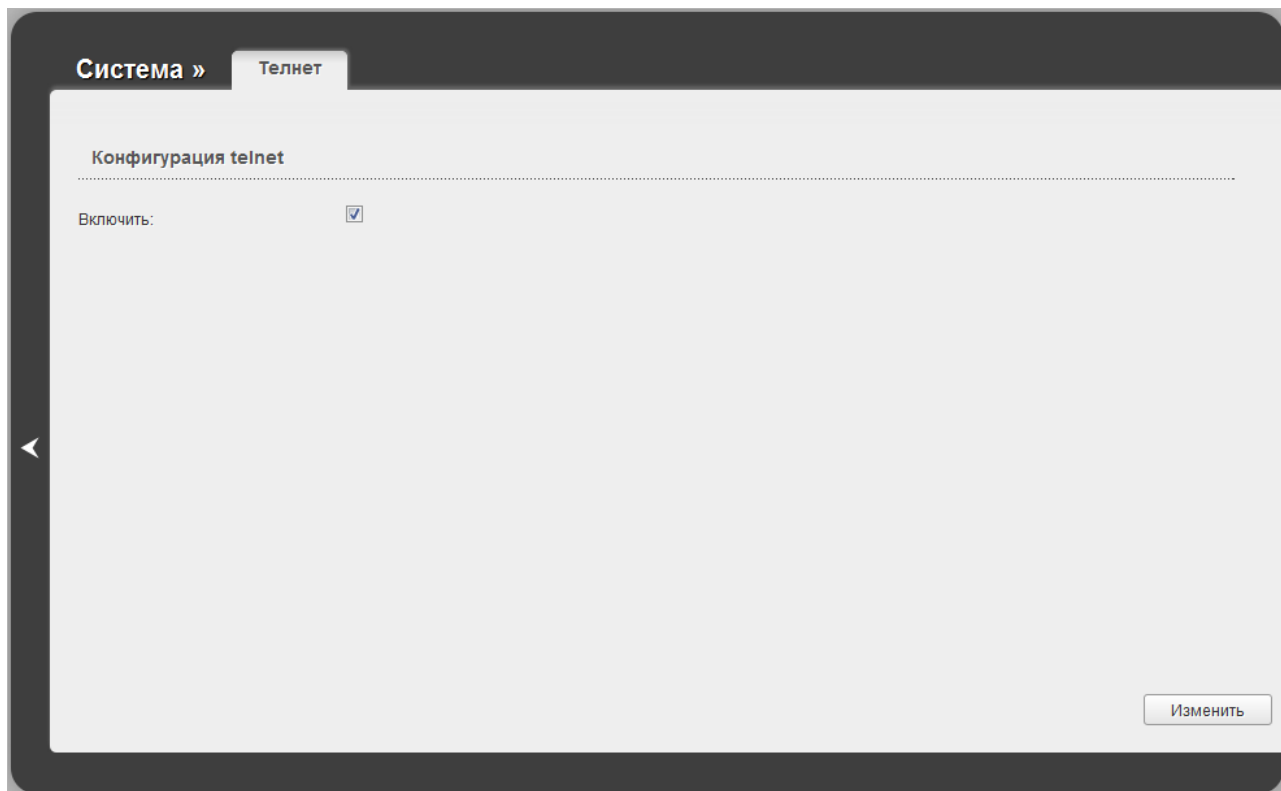 Система »
Телнет
Конфигурация telnet
Включить:
Изменить